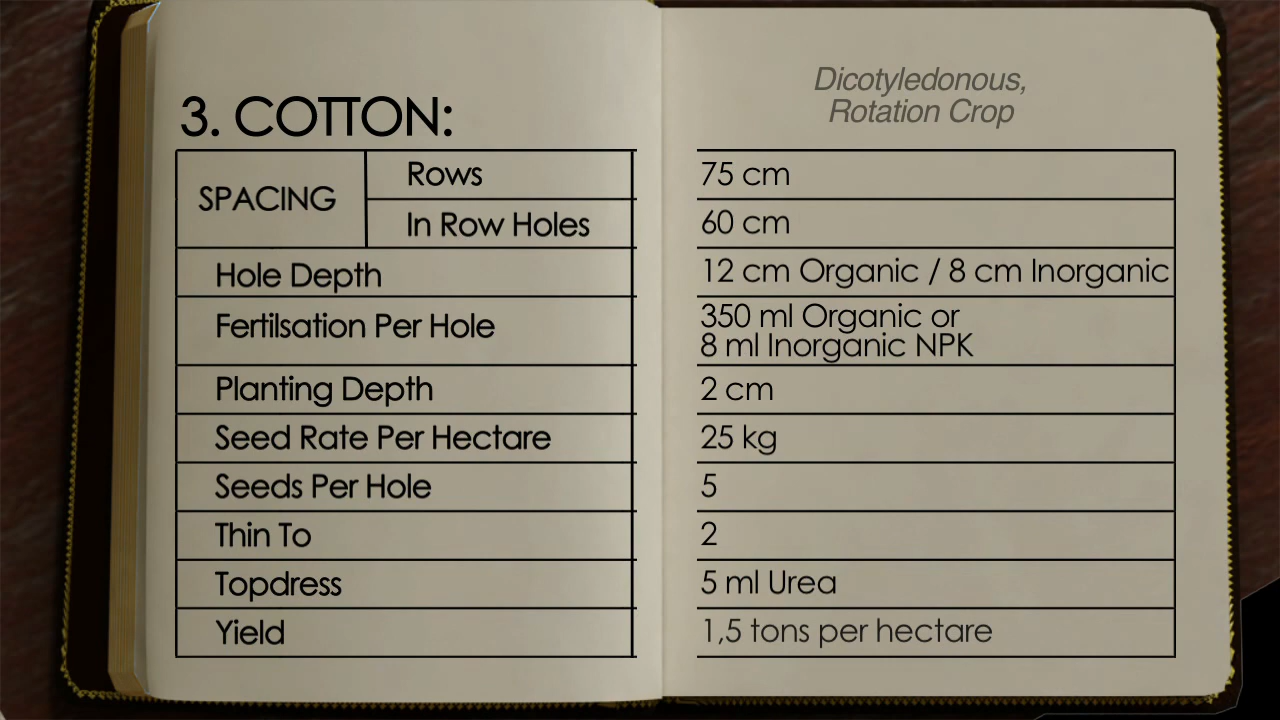 Dicotyledonous,
Rotation Crop
3. COTTON:
SPACING
Rows 75 cm
In Row Holes 60 cm
Hole Depth 12 cm Organic / 8 cm Inorganic
Fertilsation Per Hole 350 ml Organic or
8 ml Inorganic NPK
Planting Depth 2 cm
Seed Rate Per Hectare 25 kg
Seeds Per Hole 5
Thin To 2
Topdress 5 ml Urea
Yield 1,5 tons per hectare